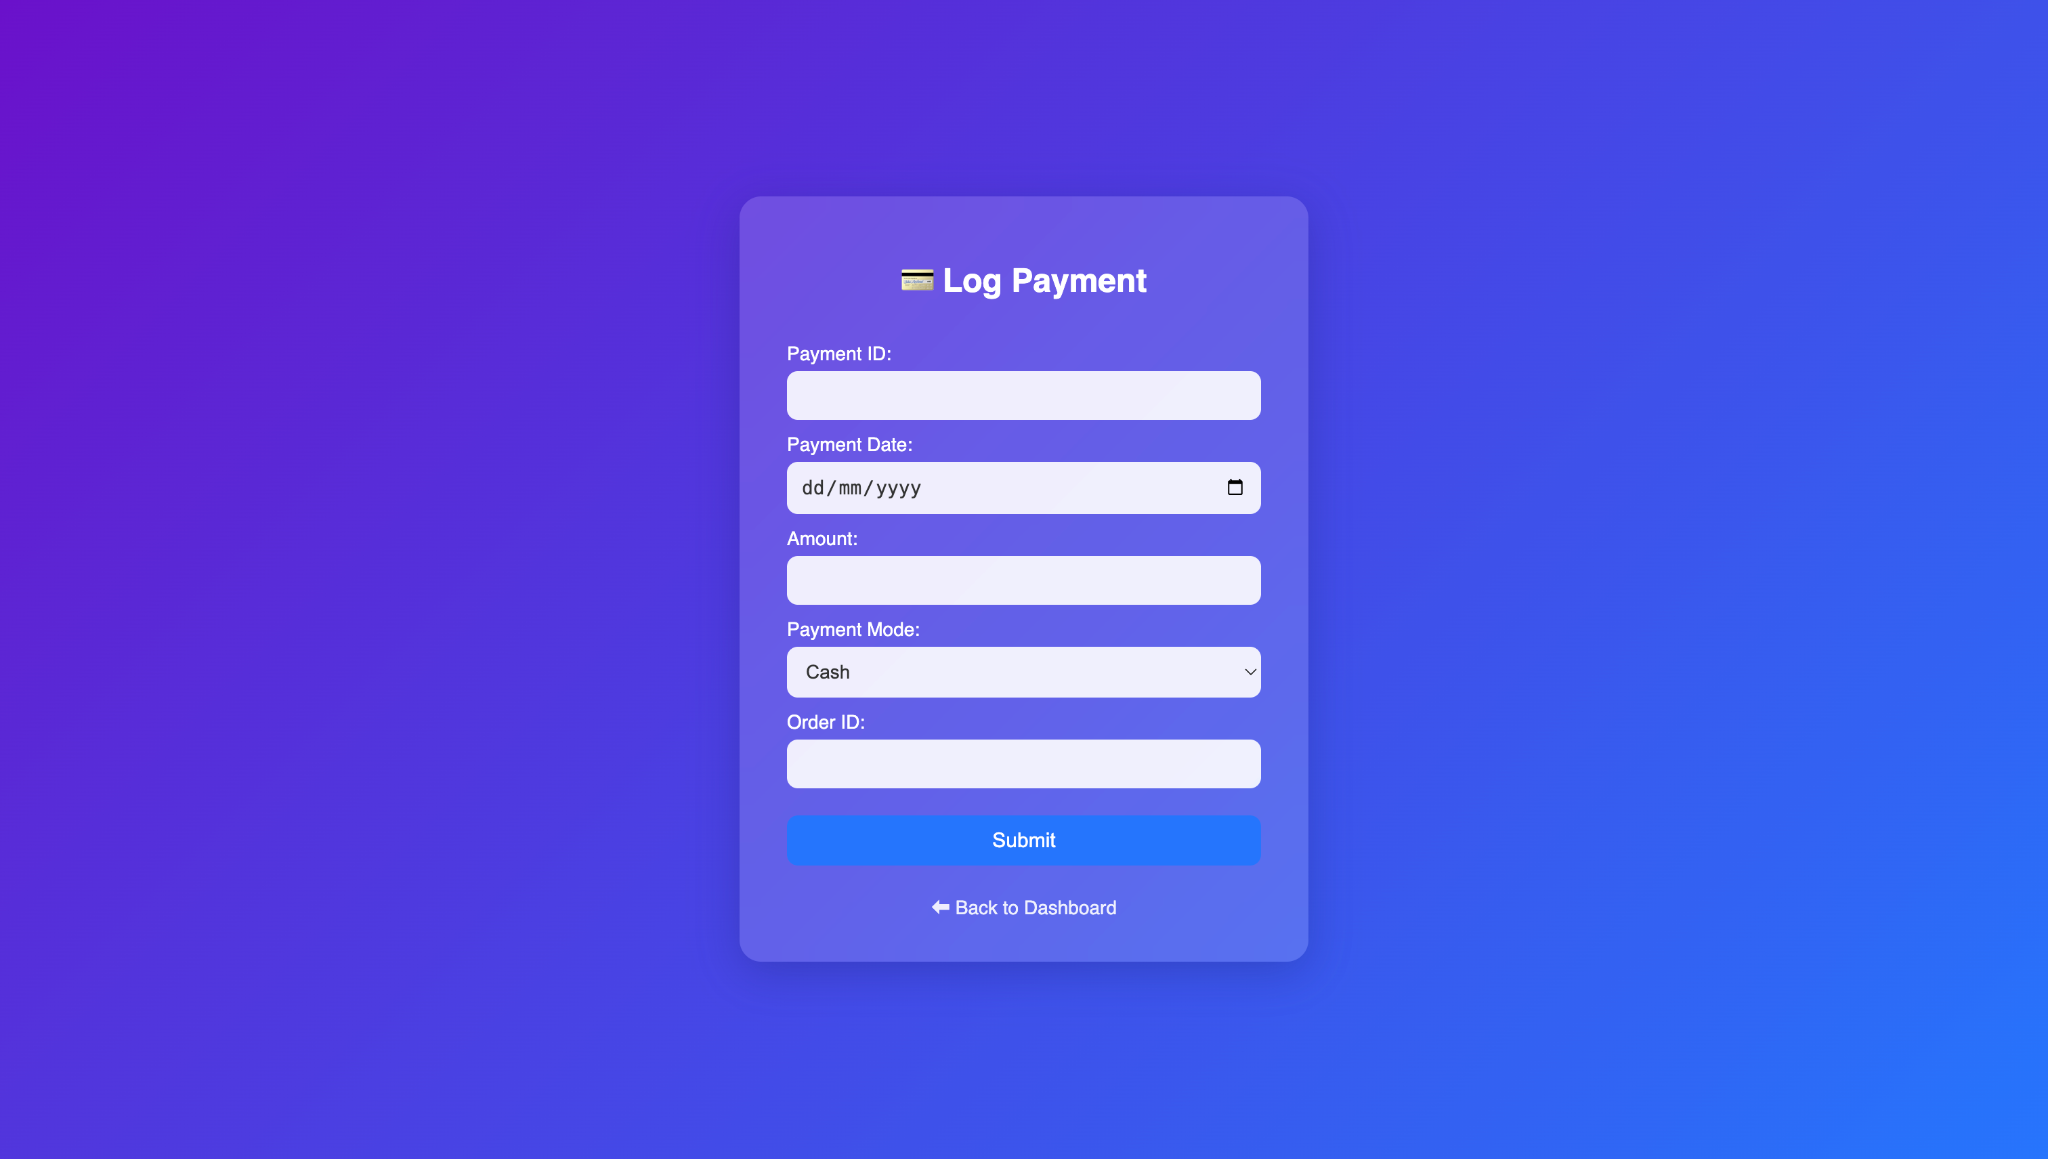 💳 Log Payment
Payment ID:
Payment Date:
dd/mm/yyyy
Amount:
Payment Mode:
Cash
Order ID:
Submit
⬅ Back to Dashboard